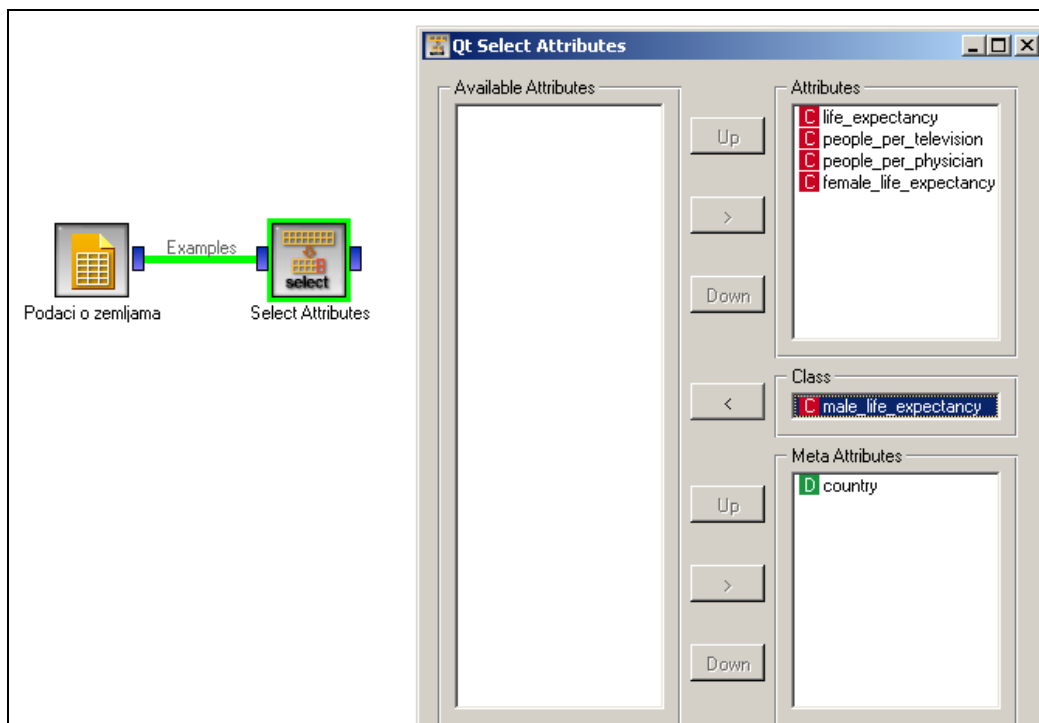 Examples
select
Podaci o zemljama
Select Attributes
Qt Select Attributes
Available Attributes
Up
>
Down
<
Up
>
Down
Attributes
C life_expectancy
C people_per_television
C people_per_physician
C female_life_expectancy
Class
C male_life_expectancy
Meta Attributes
D country